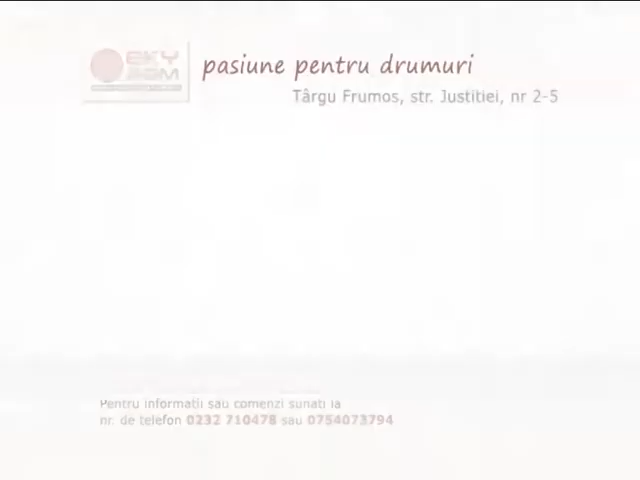 SKY
pasiune pentru drumuri
Târgu Frumos, str. Justitiei, nr 2-5
Pentru informatii sau comenzi sunati la
nr. de telefon 0232 710478 sau 0754073794